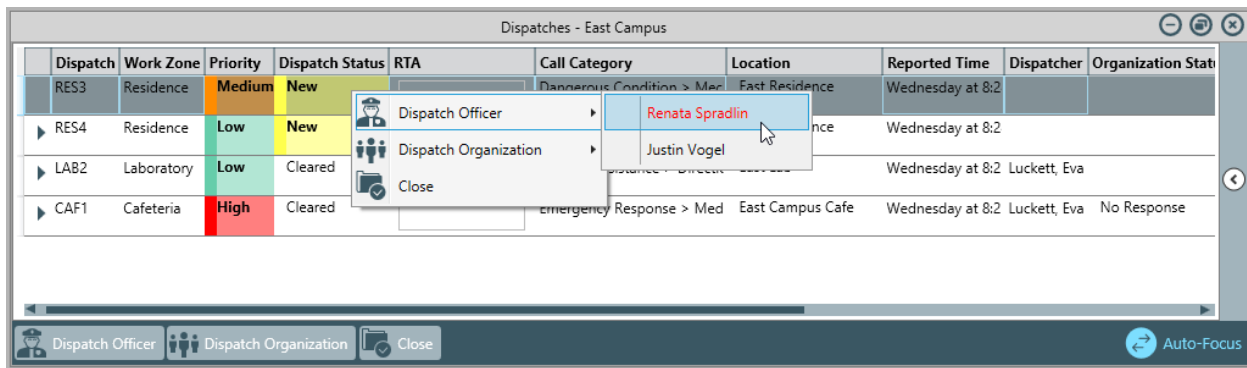 Dispatches - East Campus
Dispatch Work Zone Priority Dispatch Status RTA Call Category Location Reported Time Dispatcher Organization Stat
RES3 Residence Medium New Dangerous Condition > Mec East Residence Wednesday at 8:2
Dispatch Officer Renata Spradlin
RES4 Residence Low New nce Wednesday at 8:2
Dispatch Organization Justin Vogel
LAB2 Laboratory Low Cleared Wednesday at 8:2 Luckett, Eva
Close
CAF1 Cafeteria High Cleared Emergency Response > Med East Campus Cafe Wednesday at 8:2 Luckett, Eva No Response
Dispatch Officer Dispatch Organization Close Auto-Focus